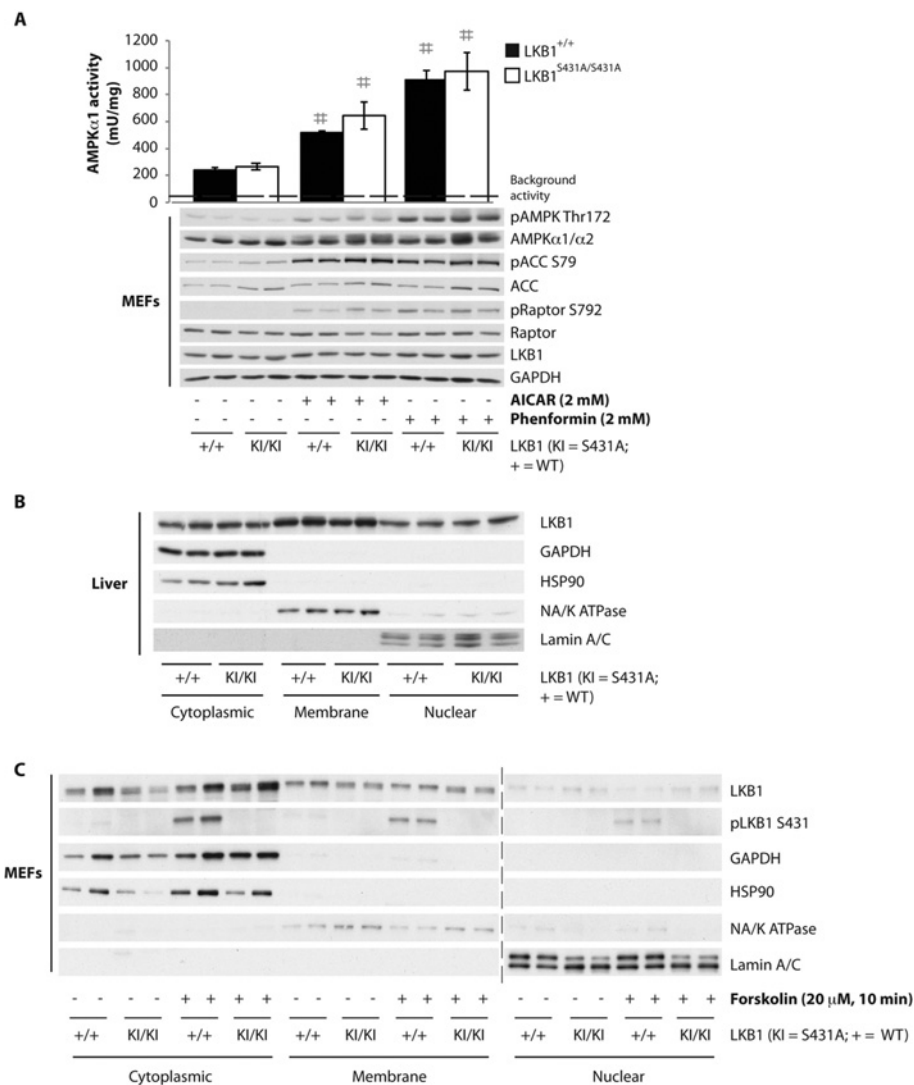 A
1200
1000
800
600
400
200
0
AMPKα1 activity
(mU/mg)
# # # #
LKB1+/+
LKB1S431A/S431A
Background
activity
MEFs
pAMPK Thr172
AMPKα1/α2
pACC S79
ACC
pRaptor S792
Raptor
LKB1
GAPDH
- - - - + + + + - - - - AICAR (2 mM)
- - - - - - - - + + + + Phenformin (2 mM)
+/+ KI/KI +/+ KI/KI +/+ KI/KI LKB1 (KI = S431A;
+ = WT)
B
Liver
LKB1
GAPDH
HSP90
NA/K ATPase
Lamin A/C
+/+ KI/KI +/+ KI/KI +/+ KI/KI LKB1 (KI = S431A;
+ = WT)
Cytoplasmic Membrane Nuclear
C
MEFs
LKB1
pLKB1 S431
GAPDH
HSP90
NA/K ATPase
Lamin A/C
- - - - + + + + - - - - + + + + - - - - + + + + Forskolin (20 μM, 10 min)
+/+ KI/KI +/+ KI/KI +/+ KI/KI +/+ KI/KI +/+ KI/KI +/+ KI/KI LKB1 (KI = S431A; + = WT)
Cytoplasmic Membrane Nuclear